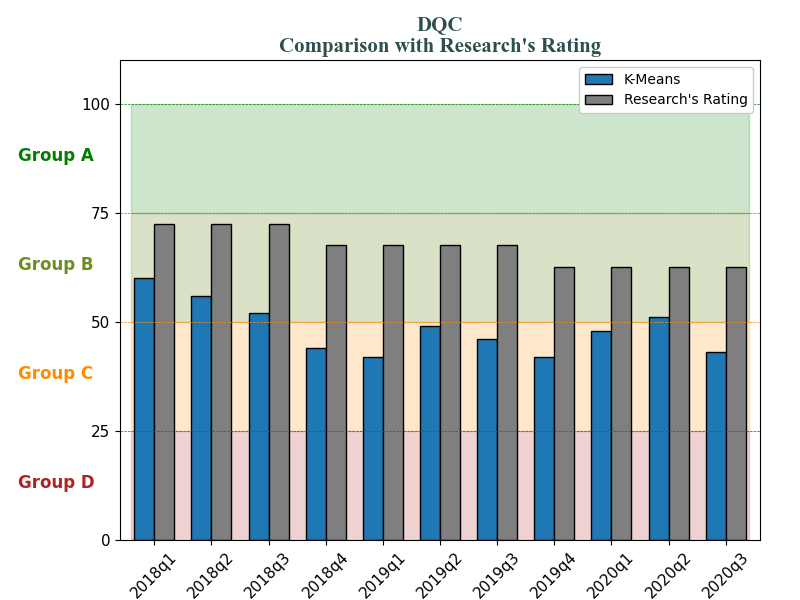 DQC
Comparison with Research's Rating
K-Means
Research's Rating
100
Group A
75
Group B
50
Group C
25
Group D
0
2018q1 2018q2 2018q3 2018q4 2019q1 2019q2 2019q3 2019q4 2020q1 2020q2 2020q3